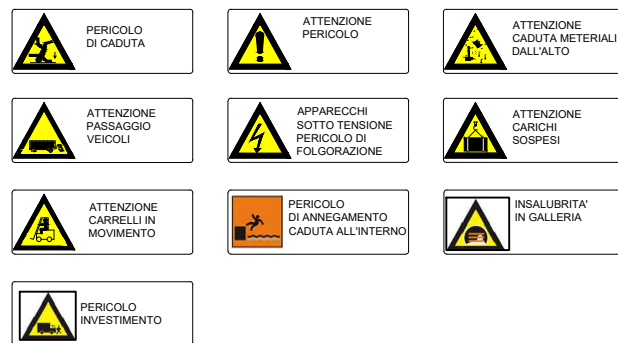 PERICOLO
DI CADUTA
ATTENZIONE
PERICOLO
ATTENZIONE
CADUTA METERIALI
DALL'ALTO
ATTENZIONE
PASSAGGIO
VEICOLI
APPARECCHI
SOTTO TENSIONE
PERICOLO DI
FOLGORAZIONE
ATTENZIONE
CARICHI
SOSPESI
ATTENZIONE
CARRELLI IN
MOVIMENTO
PERICOLO
DI ANNEGAMENTO
CADUTA ALL'INTERNO
INSALUBRITA'
IN GALLERIA
PERICOLO
INVESTIMENTO